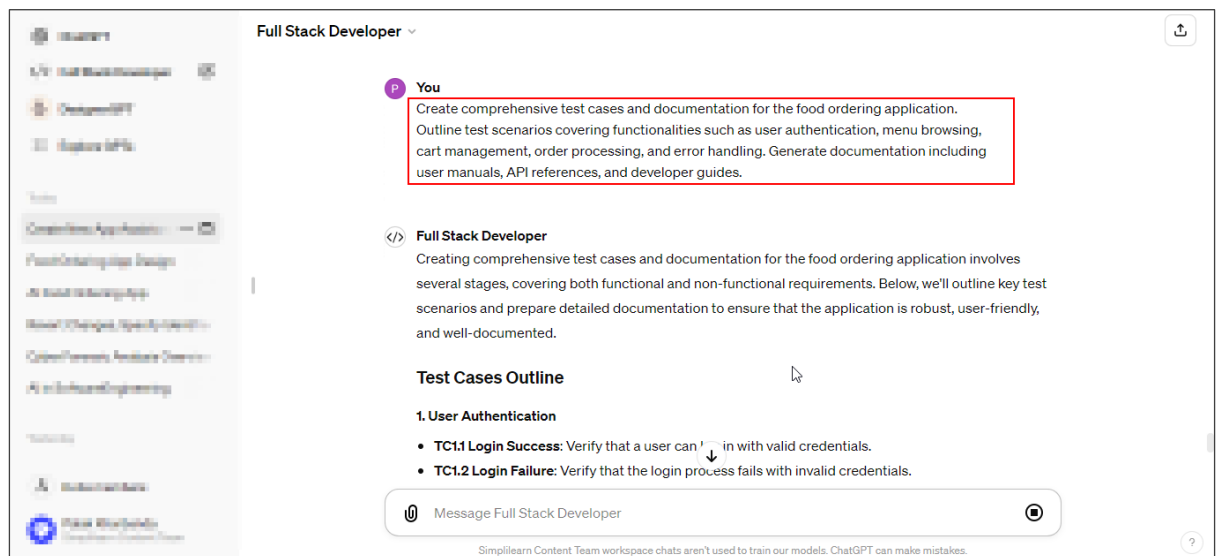 Full Stack Developer
P
You
Create comprehensive test cases and documentation for the food ordering application.
Outline test scenarios covering functionalities such as user authentication, menu browsing,
cart management, order processing, and error handling. Generate documentation including
user manuals, API references, and developer guides.
</> Full Stack Developer
Creating comprehensive test cases and documentation for the food ordering application involves
several stages, covering both functional and non-functional requirements. Below, we'll outline key test
scenarios and prepare detailed documentation to ensure that the application is robust, user-friendly,
and well-documented.
Test Cases Outline
1. User Authentication
• TC1.1 Login Success: Verify that a user can in with valid credentials.
• TC1.2 Login Failure: Verify that the login process fails with invalid credentials.
Message Full Stack Developer
Simplilearn Content Team workspace chats aren't used to train our models. ChatGPT can make mistakes.
?